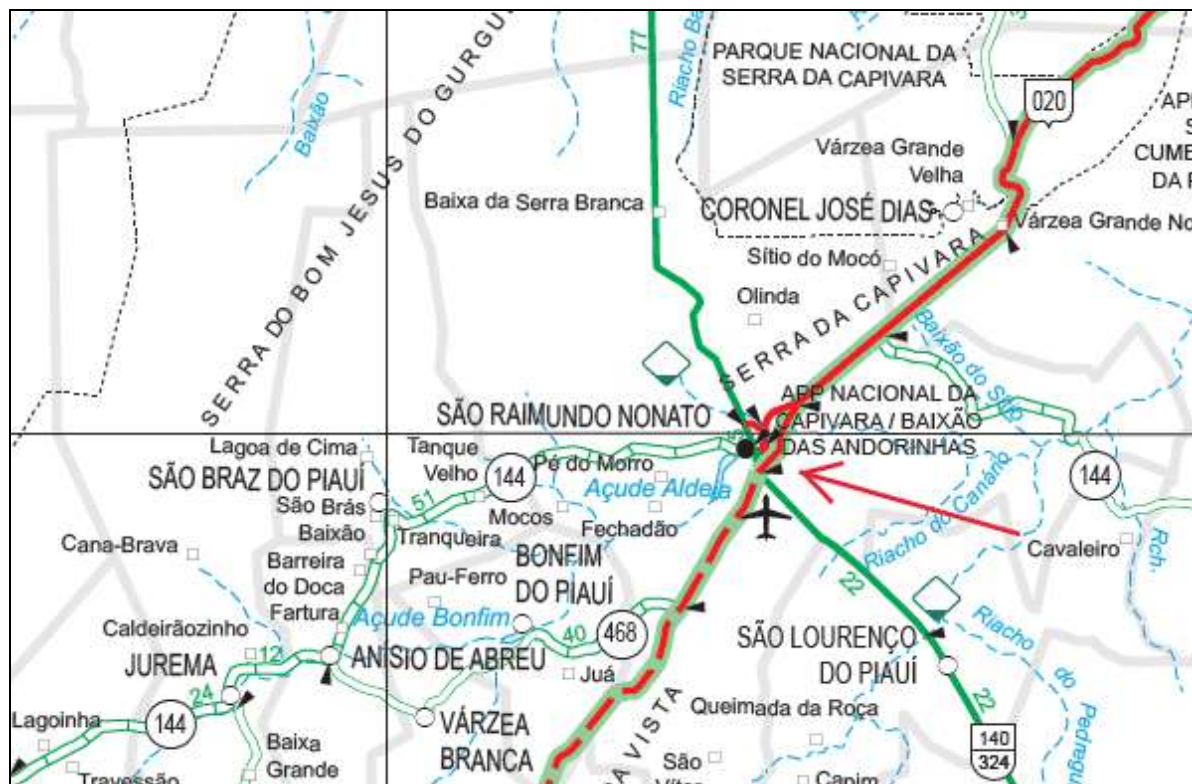 77
Riacho Ba
PARQUE NACIONAL DA
SERRA DA CAPIVARA
020
Baixão
SERRA DO BOM JESUS DO GURGU
Várzea Grande
Velha
CUME
Baixa da Serra Branca
CORONEL JOSÉ DIAS
Várzea Grande No
Sítio do Mocó
Olinda
SERRA DA CAPIVARA
Baixão do Sítio
APP NACIONAL DA
CAPIVARA / BAIXÃO
DAS ANDORINHAS
SÃO RAIMUNDO NONATO
Lagoa de Cima
Tanque
Velho
144
Pé do Morro
SÃO BRAZ DO PIAUÍ
Açude Aldeia
144
São Brás
51
Mocos
Fechadão
Riacho do Canário
Baixão
Tranqueira
Cana-Brava
Cavaleiro
Rch.
Barreira
do Doca
BONFIM
DO PIAUÍ
Pau-Ferro
22
Fartura
Açude Bonfim
Caldeirãozinho
40
468
SÃO LOURENÇO
DO PIAUÍ
Riacho
do
Pedreg
JUREMA
12
ANÍSIO DE ABREU
Juá
24
22
Queimada da Roça
Lagoinha
144
VÁRZEA
BRANCA
VISTA
140
324
Baixa
Grande
São
Travessão
Capim